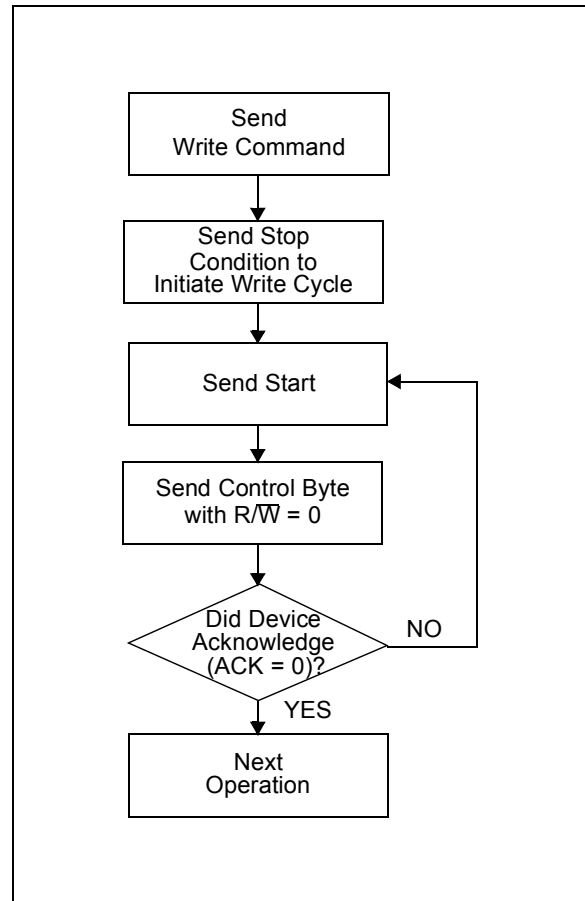 Send
Write Command
Send Stop
Condition to
Initiate Write Cycle
Send Start
Send Control Byte
with R/W̅ = 0
Did Device
Acknowledge
(ACK = 0)?
NO
YES
Next
Operation